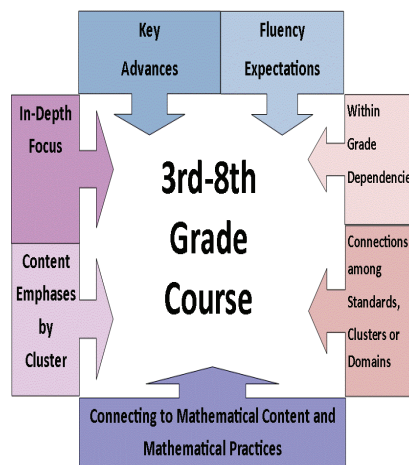 Key
Advances
Fluency
Expectations
In-Depth
Focus
Within
Grade
Dependencie
3rd-8th
Grade
Course
Content
Emphases
by
Cluster
Connections
among
Standards,
Clusters or
Domains
Connecting to Mathematical Content and
Mathematical Practices